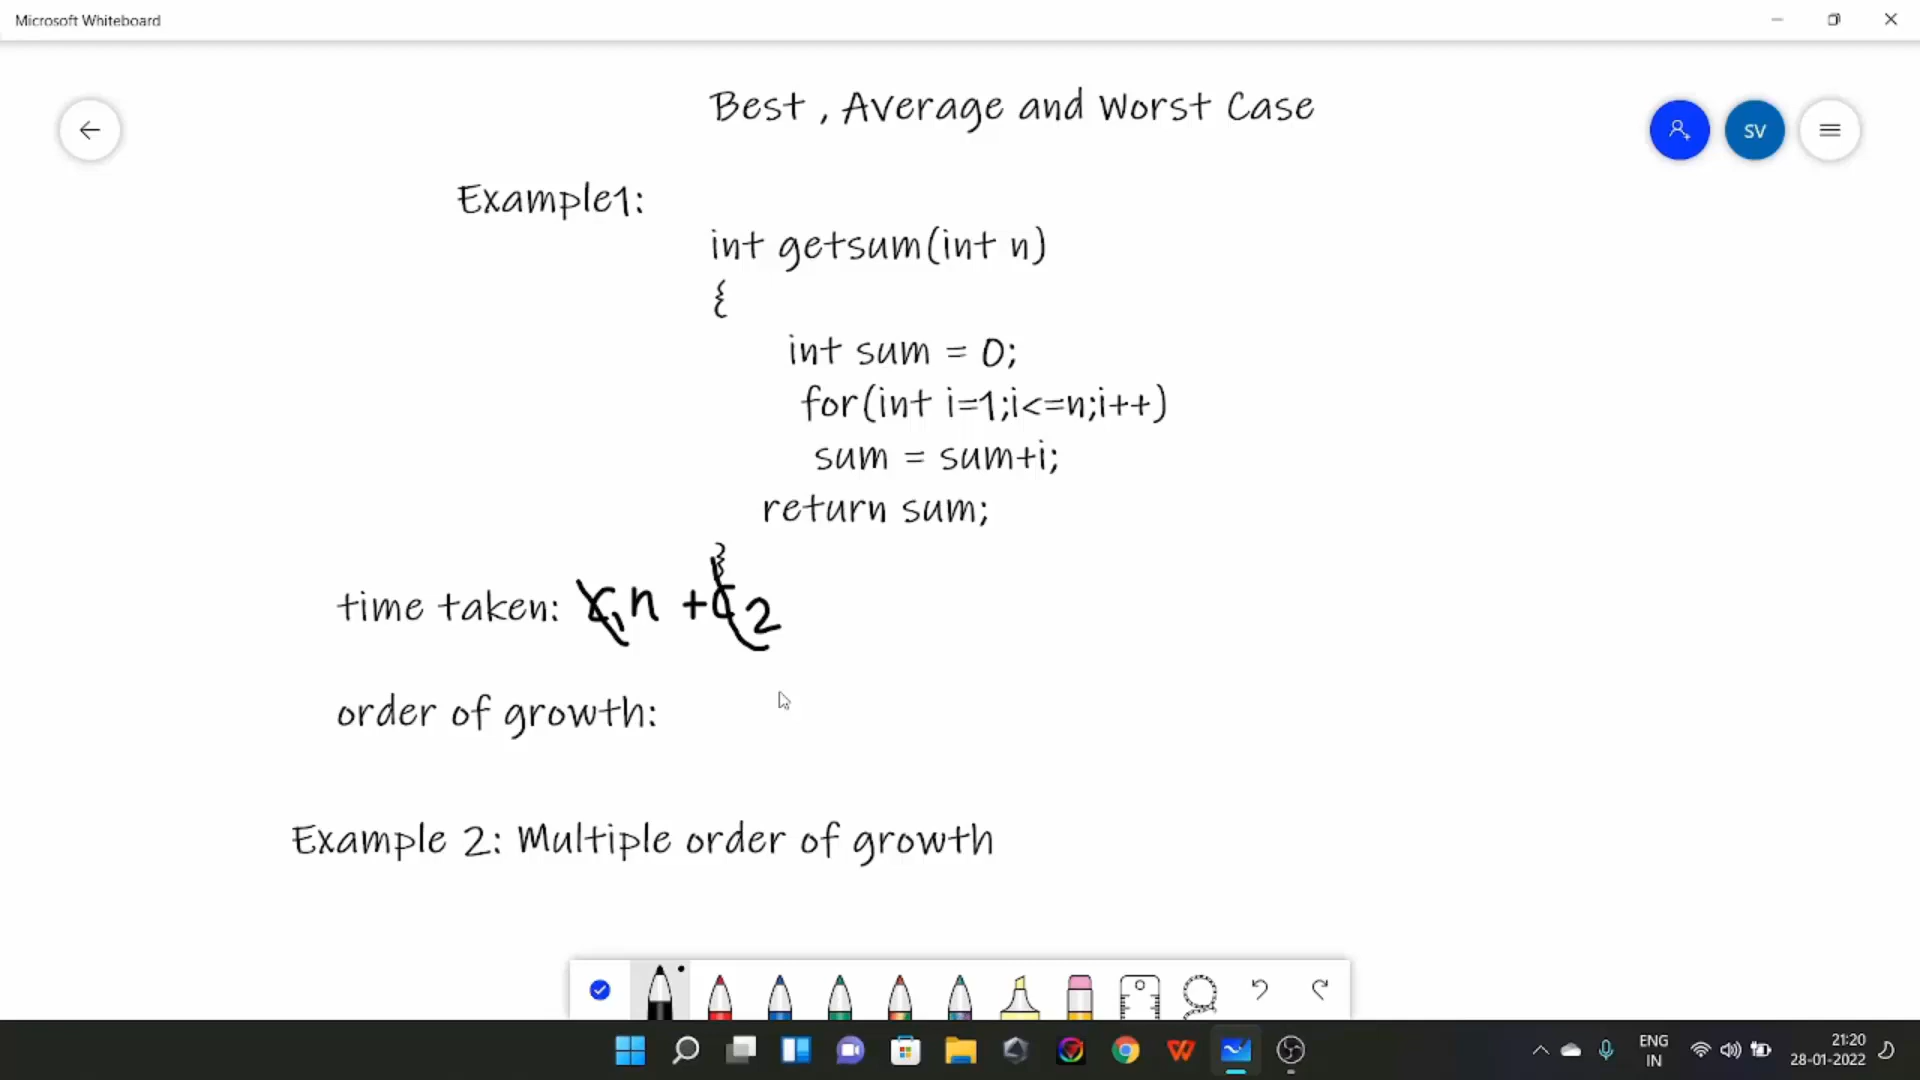 Microsoft Whiteboard
Best , Average and Worst Case
SV
Example1:
int getsum(int n)
{
int sum = 0;
for(int i=1;i<=n;i++)
sum = sum+i;
return sum;
}
time taken: c1n + c2
order of growth:
Example 2: Multiple order of growth
ENG
IN
21:20
28-01-2022